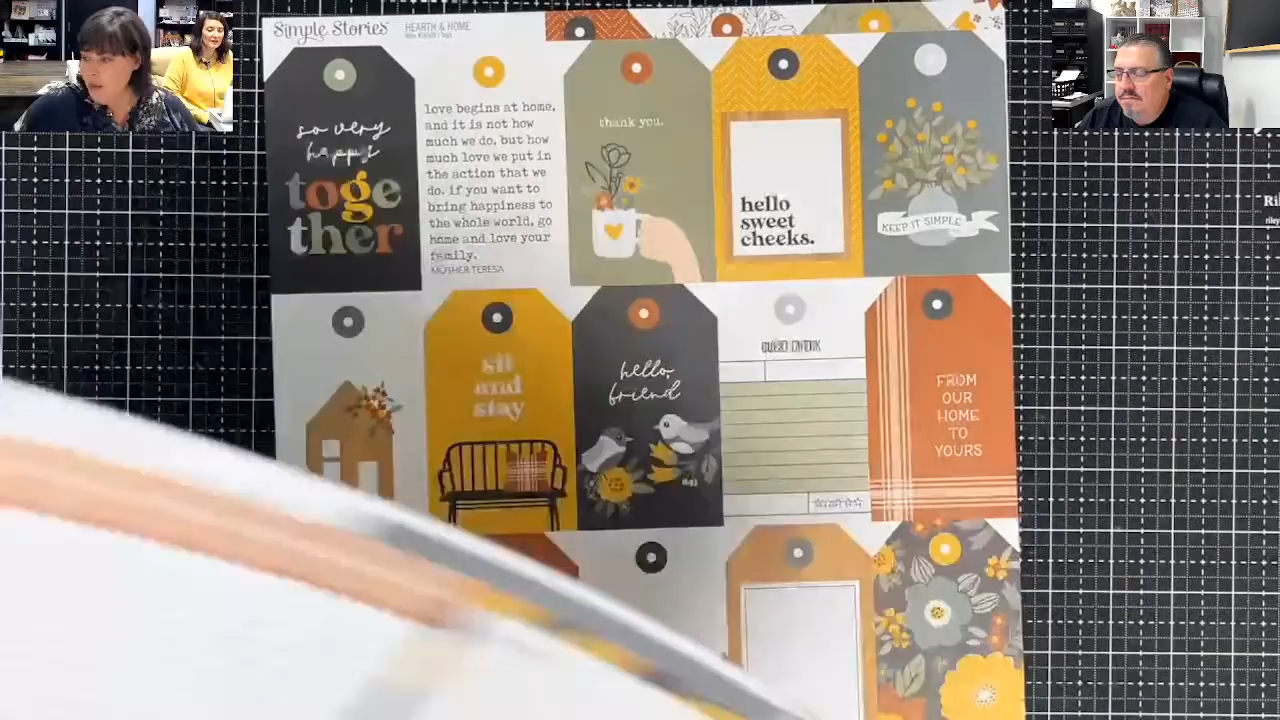 Simple Stories
HEARTH & HOME
so very
happy
toge
ther
love begins at home,
and it is not how
much we do, but how
much love we put in
the action that we
do. if you want to
bring happiness to
the whole world, go
home and love your
family.
MOTHER TERESA
thank you.
hello
sweet
cheeks.
KEEP IT SIMPLE
sit
and
stay
hello,
friend
FROM
OUR
HOME
TO
YOURS